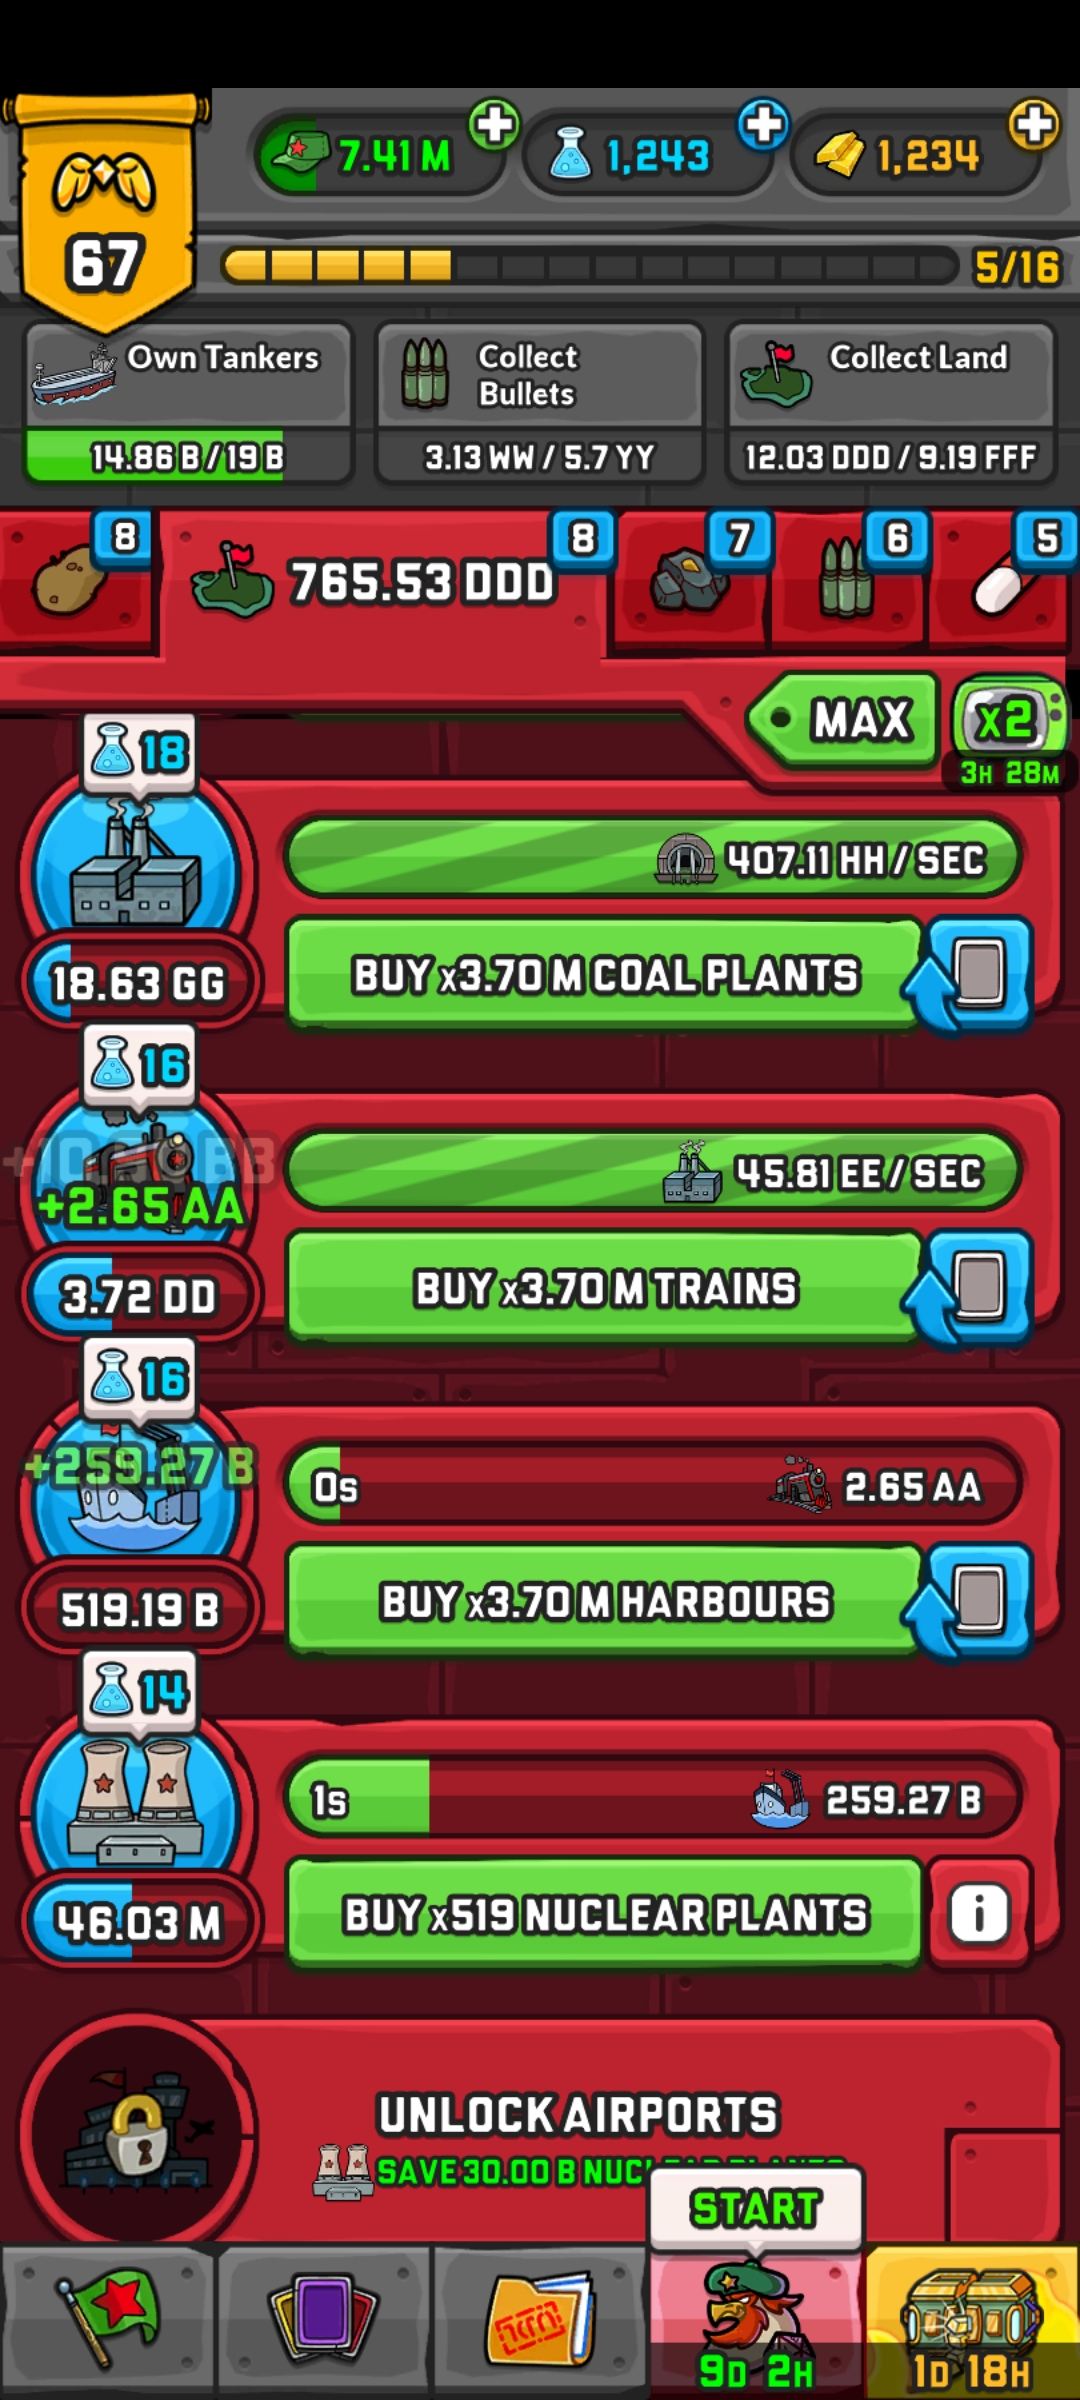 7.41 M
1,243
1,234
67
5/16
Own Tankers
14.86 B / 19 B
Collect
Bullets
3.13 WW / 5.7 YY
Collect Land
12.03 DDD / 9.19 FFF
8
765.53 DDD
8
7
6
5
MAX
x2
3H 28M
18
407.11 HH / SEC
BUY x3.70 M COAL PLANTS
18.63 GG
16
45.81 EE / SEC
+2.65 AA
BUY x3.70 M TRAINS
3.72 DD
16
+259.27 B
0s
2.65 AA
BUY x3.70 M HARBOURS
519.19 B
14
1s
259.27 B
BUY x519 NUCLEAR PLANTS
i
46.03 M
UNLOCK AIRPORTS
SAVE 30.00 B NUCLEAR PLANTS
START
9D 2H
1D 18H